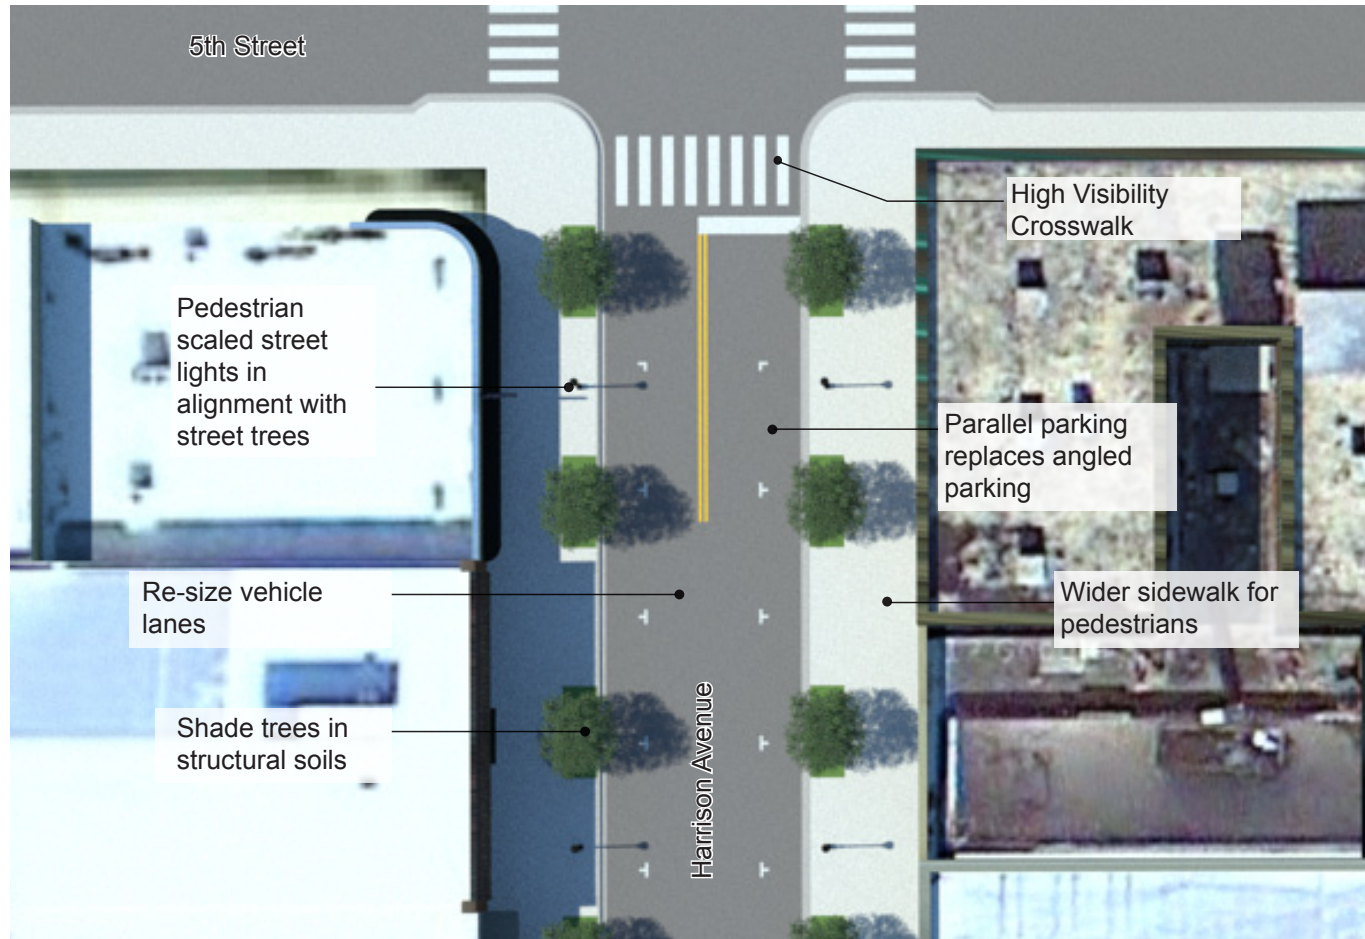 5th Street
High Visibility
Crosswalk
Pedestrian
scaled street
lights in
alignment with
street trees
Parallel parking
replaces angled
parking
Re-size vehicle
lanes
Wider sidewalk for
pedestrians
Shade trees in
structural soils
Harrison Avenue